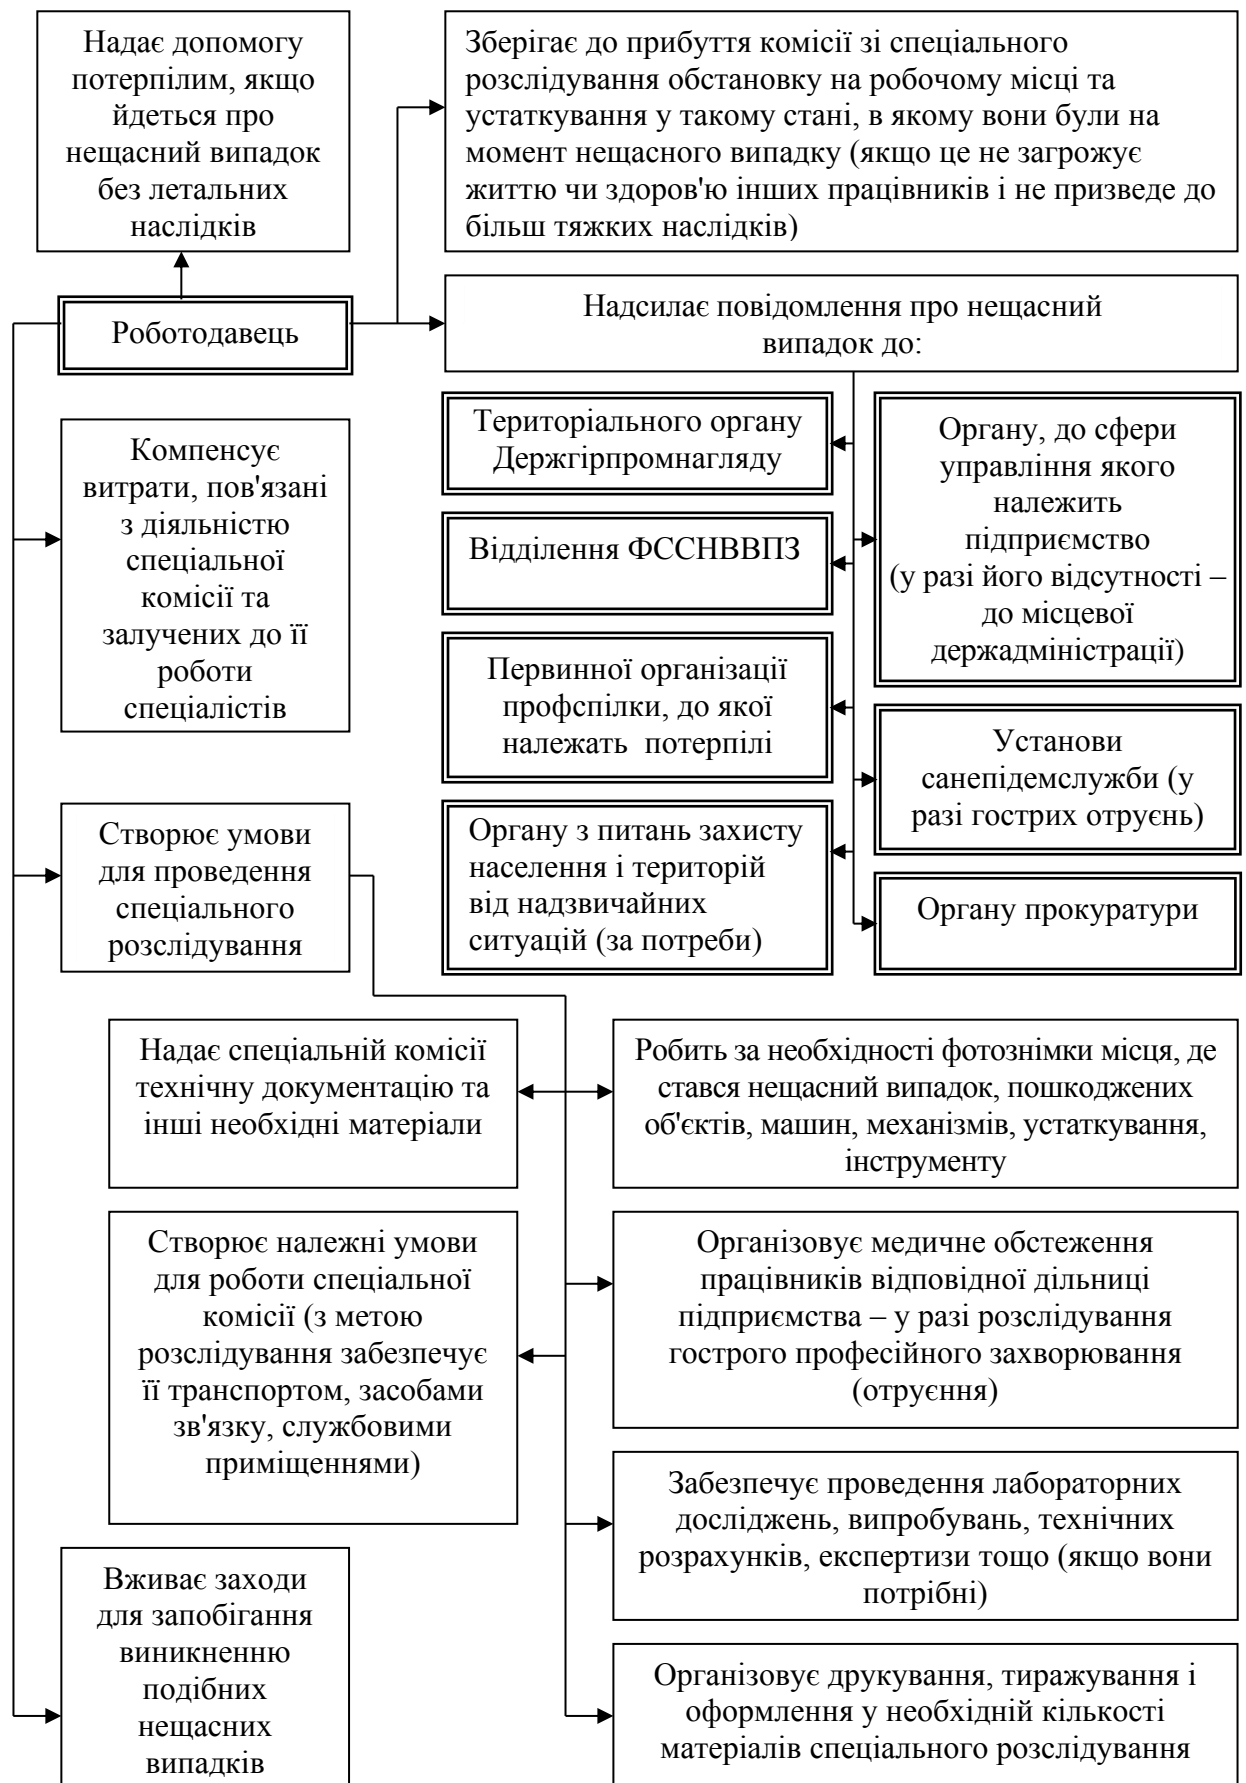 Надає допомогу
потерпілим, якщо
йдеться про
нещасний випадок
без летальних
наслідків
Зберігає до прибуття комісії зі спеціального
розслідування обстановку на робочому місці та
устаткування у такому стані, в якому вони були на
момент нещасного випадку (якщо це не загрожує
життю чи здоров'ю інших працівників і не призведе до
більш тяжких наслідків)
Роботодавець
Надсилає повідомлення про нещасний
випадок до:
Територіального органу
Держгірпромнагляду
Органу, до сфери
управління якого
належить
підприємство
(у разі його відсутності –
до місцевої
держадміністрації)
Компенсує
витрати, пов'язані
з діяльністю
спеціальної
комісії та
залучених до її
роботи
спеціалістів
Відділення ФССНВВПЗ
Первинної організації
профспілки, до якої
належать потерпілі
Установи
санепідемслужби (у
разі гострих отруєнь)
Створює умови
для проведення
спеціального
розслідування
Органу з питань захисту
населення і територій
від надзвичайних
ситуацій (за потреби)
Органу прокуратури
Надає спеціальній комісії
технічну документацію та
інші необхідні матеріали
Робить за необхідності фотознімки місця, де
стався нещасний випадок, пошкоджених
об'єктів, машин, механізмів, устаткування,
інструменту
Створює належні умови
для роботи спеціальної
комісії (з метою
розслідування забезпечує
її транспортом, засобами
зв'язку, службовими
приміщеннями)
Організовує медичне обстеження
працівників відповідної дільниці
підприємства – у разі розслідування
гострого професійного захворювання
(отруєння)
Забезпечує проведення лабораторних
досліджень, випробувань, технічних
розрахунків, експертизи тощо (якщо вони
потрібні)
Вживає заходи
для запобігання
виникненню
подібних
нещасних
випадків
Організовує друкування, тиражування і
оформлення у необхідній кількості
матеріалів спеціального розслідування